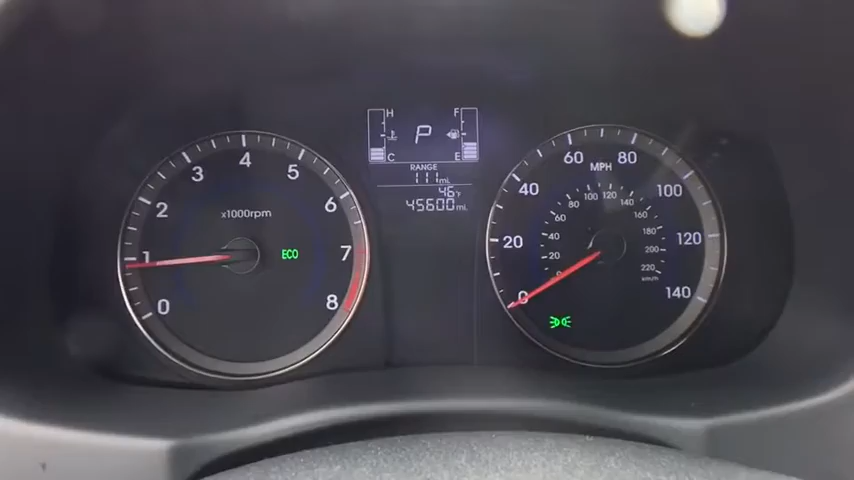 H F
P
C E
RANGE
111mi.
46°F
45600mi.
0 1 2 3 4 5 6 7 8
x1000rpm
ECO
0 20 40 60 80 100 120 140
MPH
0 20 40 60 80 100 120 140 160 180 200 220
km/h